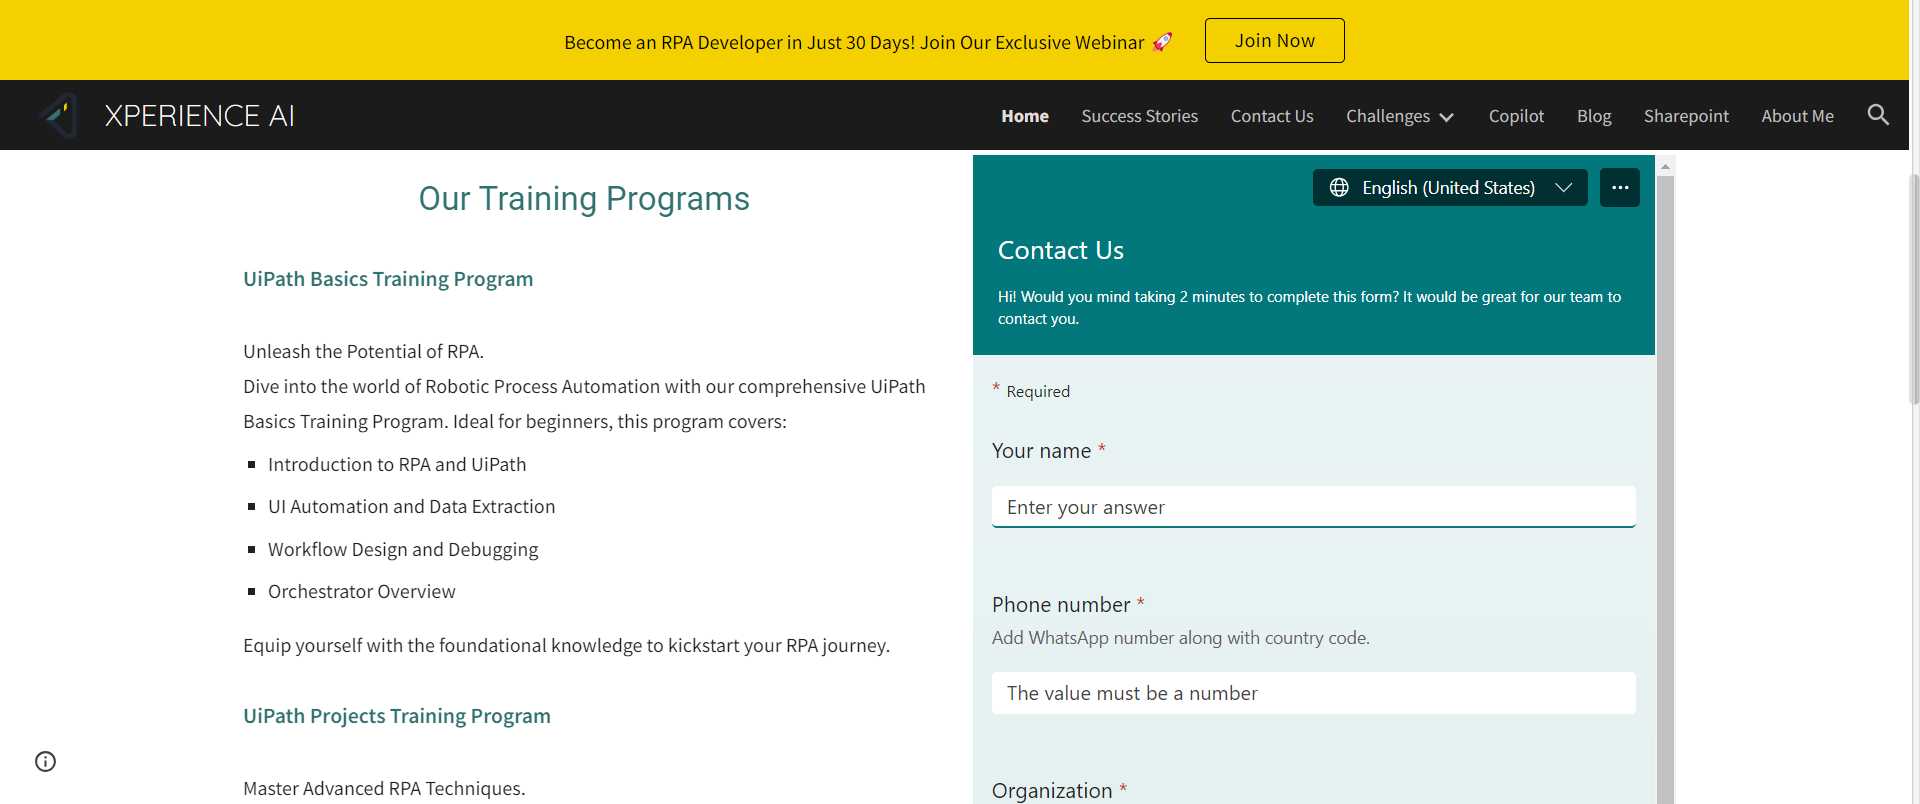 Become an RPA Developer in Just 30 Days! Join Our Exclusive Webinar 🚀
Join Now
XPERIENCE AI
Home
Success Stories
Contact Us
Challenges
Copilot
Blog
Sharepoint
About Me
Our Training Programs
UiPath Basics Training Program
Unleash the Potential of RPA.
Dive into the world of Robotic Process Automation with our comprehensive UiPath
Basics Training Program. Ideal for beginners, this program covers:
▪ Introduction to RPA and UiPath
▪ UI Automation and Data Extraction
▪ Workflow Design and Debugging
▪ Orchestrator Overview
Equip yourself with the foundational knowledge to kickstart your RPA journey.
UiPath Projects Training Program
Master Advanced RPA Techniques.
English (United States)
Contact Us
Hi! Would you mind taking 2 minutes to complete this form? It would be great for our team to
contact you.
* Required
Your name *
Enter your answer
Phone number *
Add WhatsApp number along with country code.
The value must be a number
Organization *